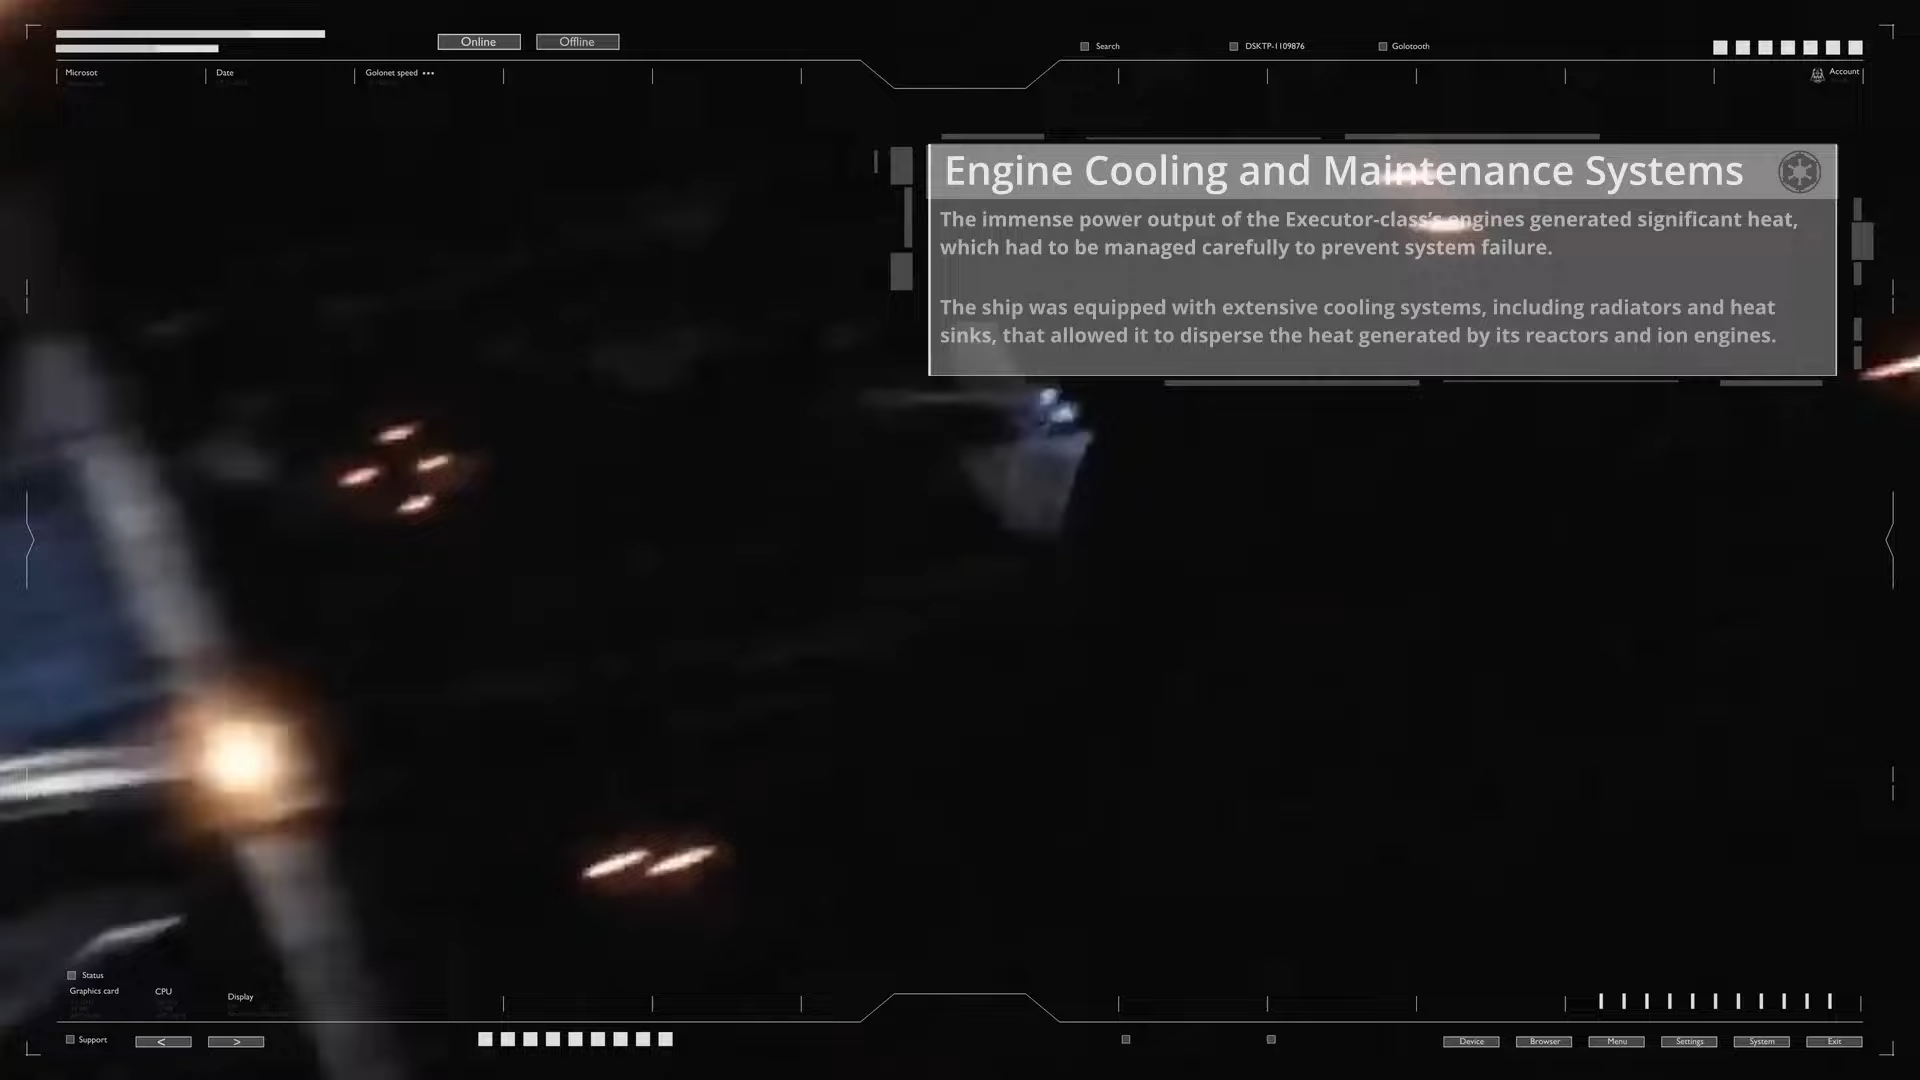 Online Offline
Search DSKTP-1109876 Golotooth
Microsot Date Golonet speed ••• Account
Engine Cooling and Maintenance Systems
The immense power output of the Executor-class's engines generated significant heat,
which had to be managed carefully to prevent system failure.
The ship was equipped with extensive cooling systems, including radiators and heat
sinks, that allowed it to disperse the heat generated by its reactors and ion engines.
Status
Graphics card CPU Display
Support < > Device Browser Menu Settings System Exit